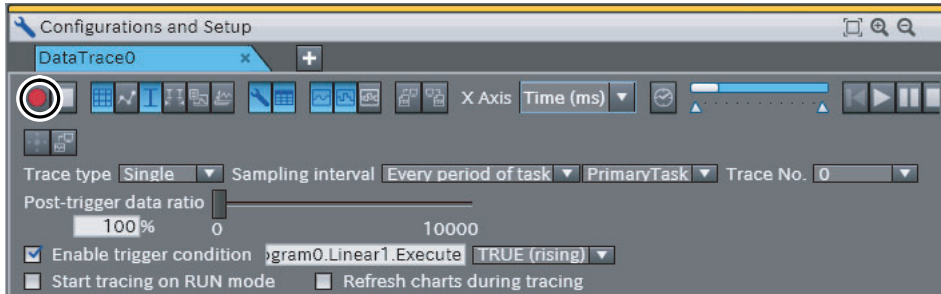 Configurations and Setup
DataTrace0
X Axis Time (ms)
Trace type Single Sampling interval Every period of task PrimaryTask Trace No. 0
Post-trigger data ratio
100 % 0 10000
Enable trigger condition ogram0.Linear1.Execute TRUE (rising)
Start tracing on RUN mode Refresh charts during tracing